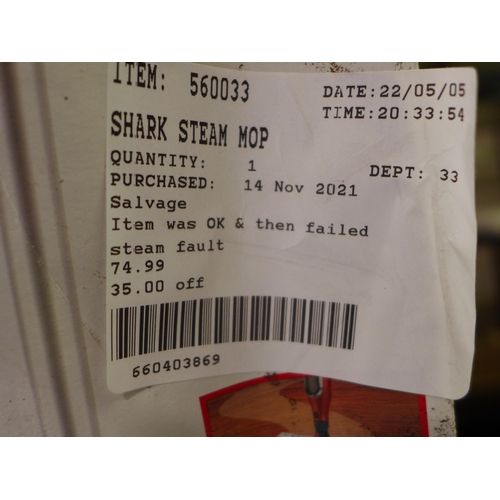 ITEM: 560033 DATE:22/05/05
TIME:20:33:54
SHARK STEAM MOP
QUANTITY: 1 DEPT: 33
PURCHASED: 14 Nov 2021
Salvage
Item was OK & then failed
steam fault
74.99
35.00 off
660403869